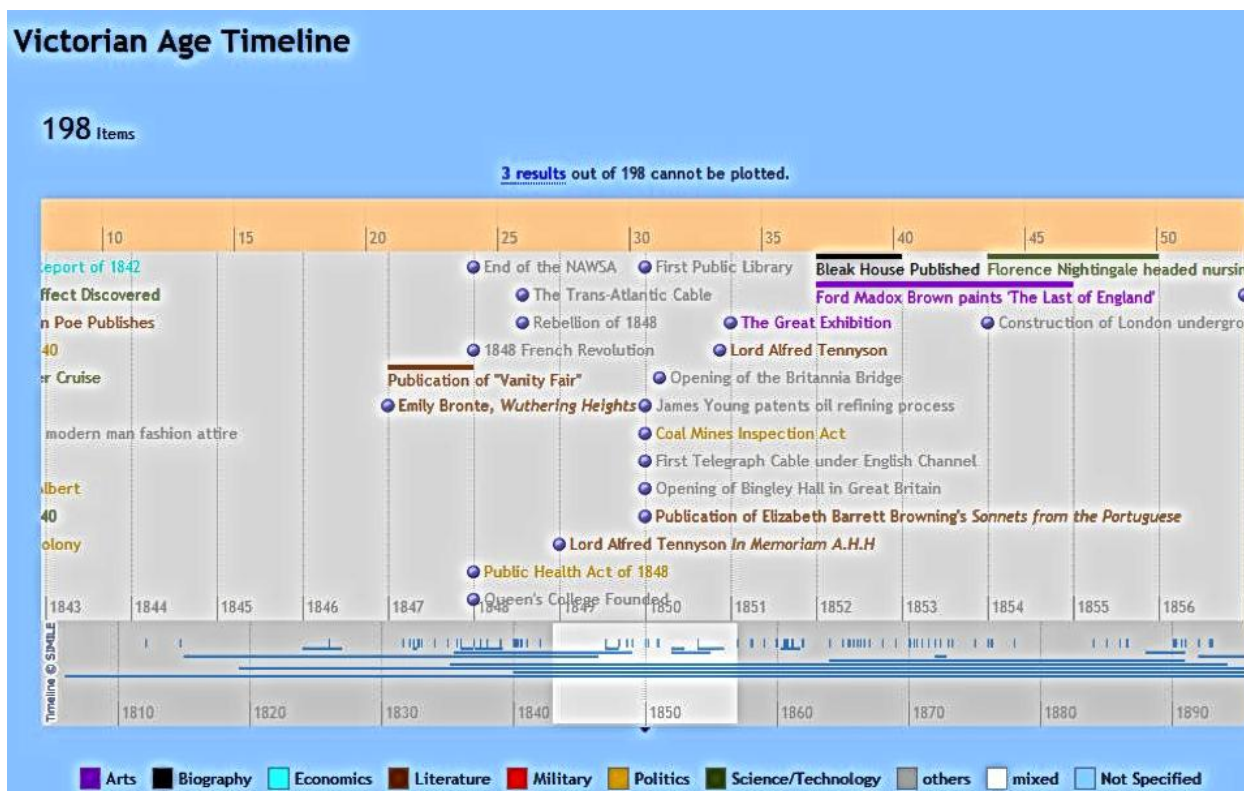 Victorian Age Timeline
198 Items
3 results out of 198 cannot be plotted.
10 15 20 25 30 35 40 45 50
eport of 1842 End of the NAWSA First Public Library Bleak House Published Florence Nightingale headed nursin
ffect Discovered The Trans-Atlantic Cable Ford Madox Brown paints 'The Last of England'
n Poe Publishes Rebellion of 1848 The Great Exhibition Construction of London undergro
40 1848 French Revolution Lord Alfred Tennyson
r Cruise Publication of "Vanity Fair" Opening of the Britannia Bridge
Emily Bronte, Wuthering Heights James Young patents oil refining process
modern man fashion attire Coal Mines Inspection Act
First Telegraph Cable under English Channel
lbert Opening of Bingley Hall in Great Britain
40 Publication of Elizabeth Barrett Browning's Sonnets from the Portuguese
olony Lord Alfred Tennyson In Memoriam A.H.H
Public Health Act of 1848
Queen's College Founded
1843 1844 1845 1846 1847 1848 1849 1850 1851 1852 1853 1854 1855 1856
Timeline © SIMILE
1810 1820 1830 1840 1850 1860 1870 1880 1890
Arts Biography Economics Literature Military Politics Science/Technology others mixed Not Specified